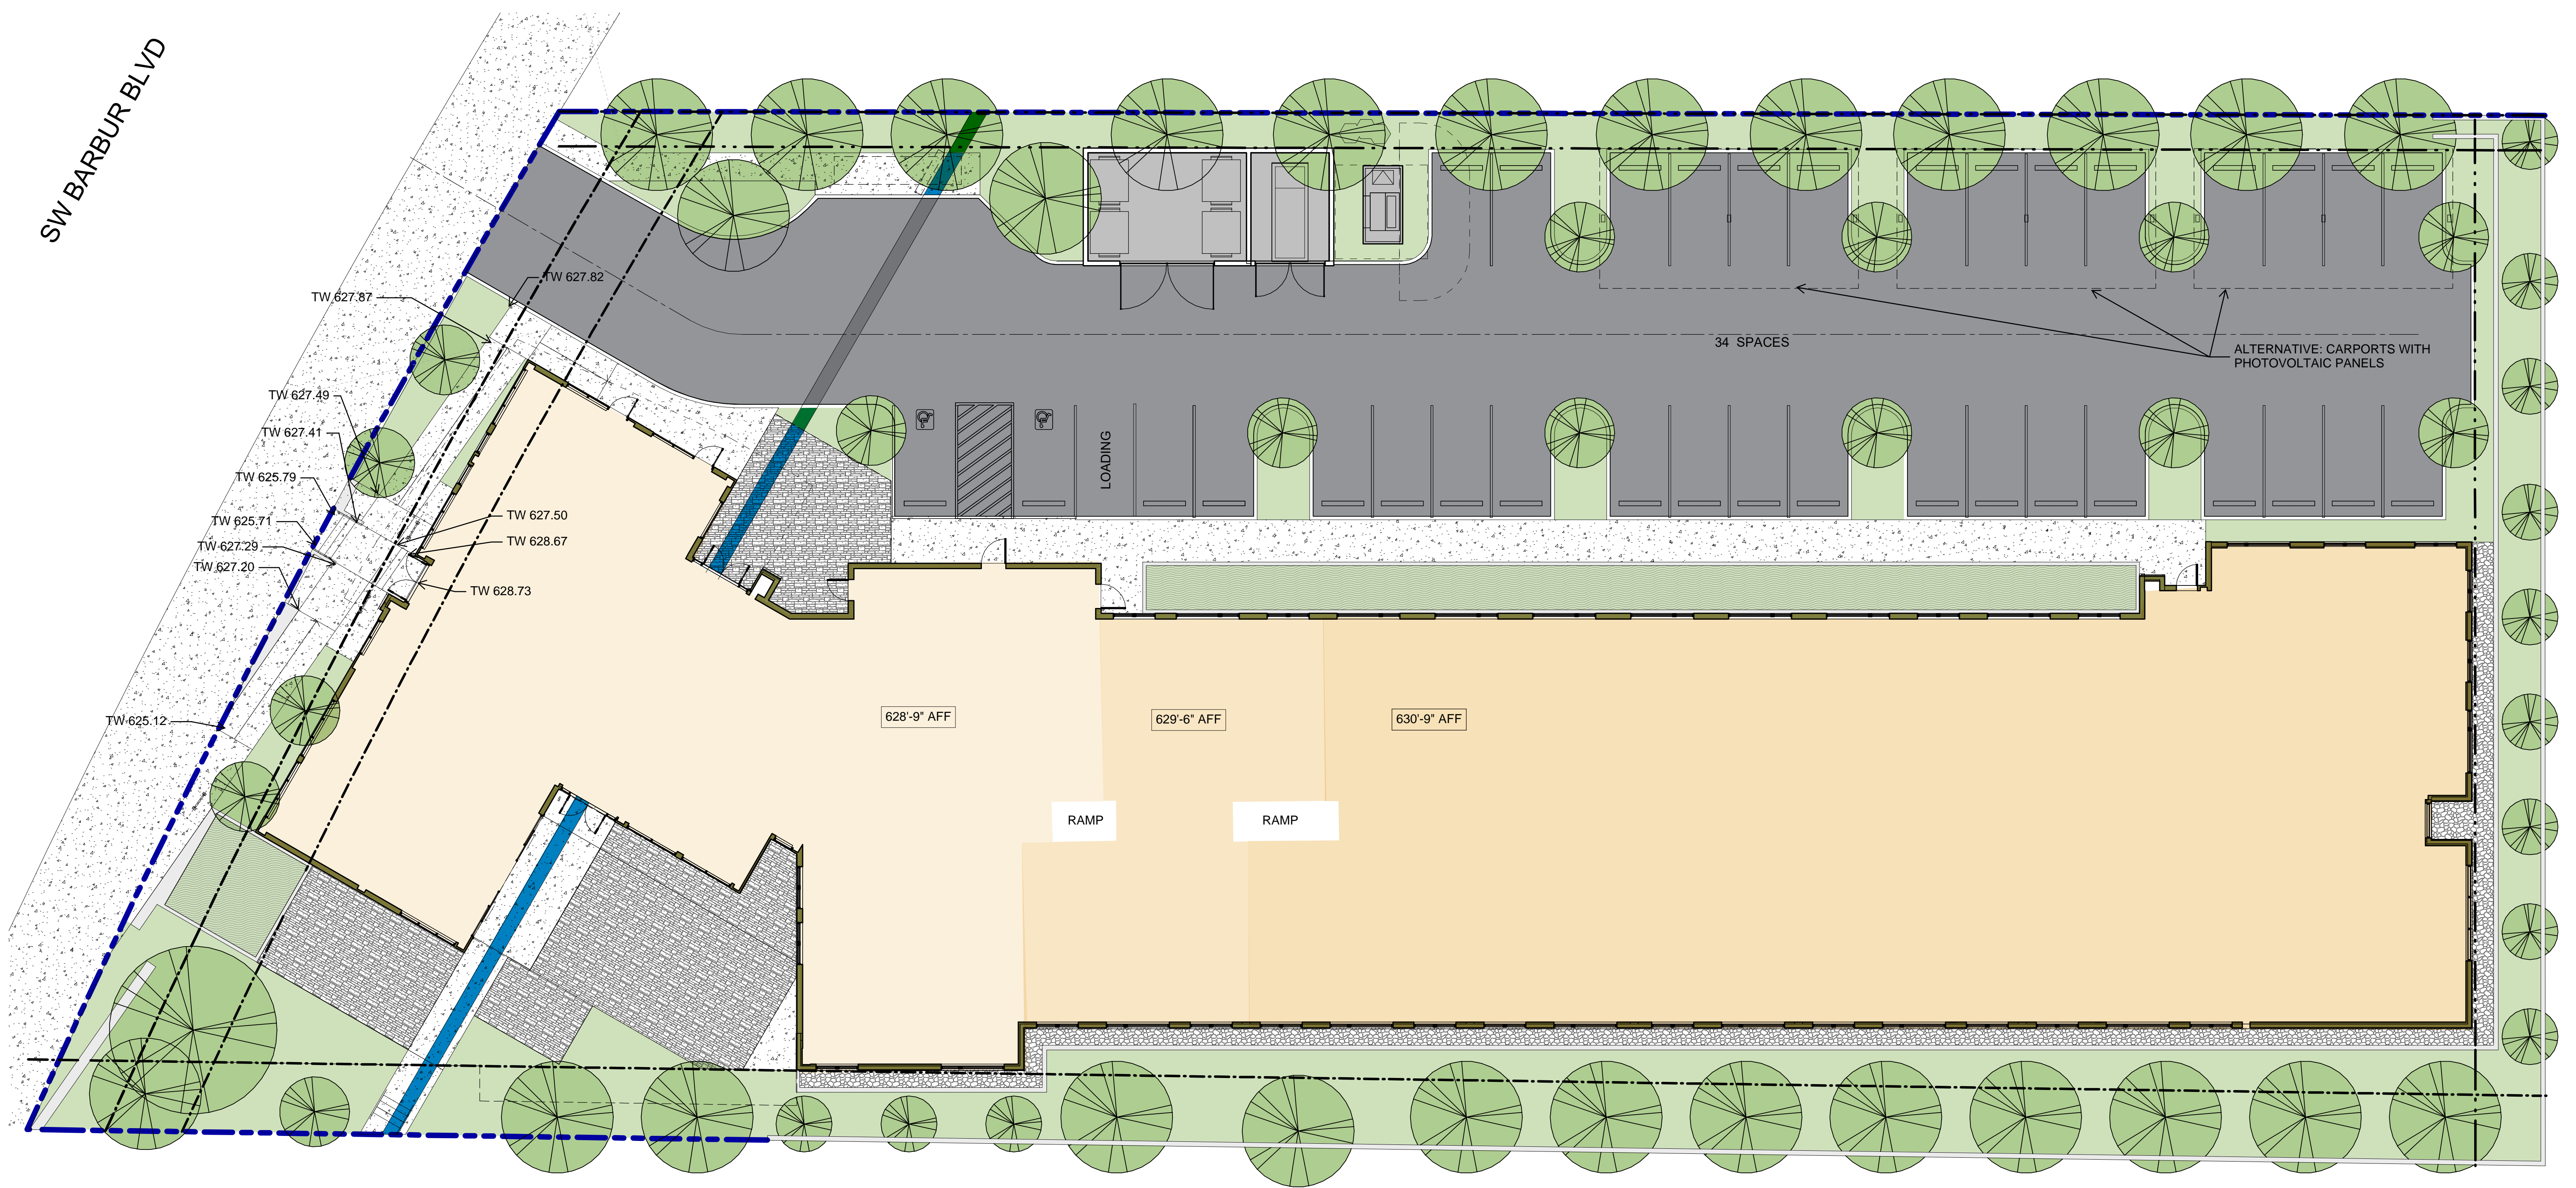 SW BARBUR BLVD
TW 627.82
TW 627.87
34 SPACES
ALTERNATIVE: CARPORTS WITH
PHOTOVOLTAIC PANELS
TW 627.49
TW 627.41
LOADING
TW 625.79
TW 627.50
TW 625.71
TW 628.67
TW 627.29
TW 627.20
TW 628.73
TW 625.12
628'-9" AFF
629'-6" AFF
630'-9" AFF
RAMP
RAMP